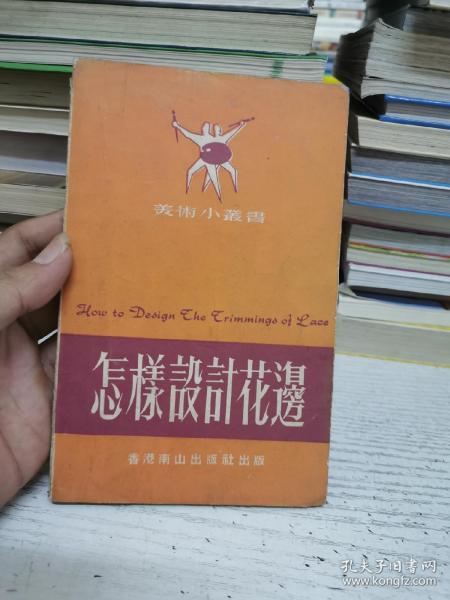 美術小叢書
How to Design The Trimmings of Lace
怎樣設計花邊
香港南山出版社出版
孔夫子旧书网
www.kongfz.com